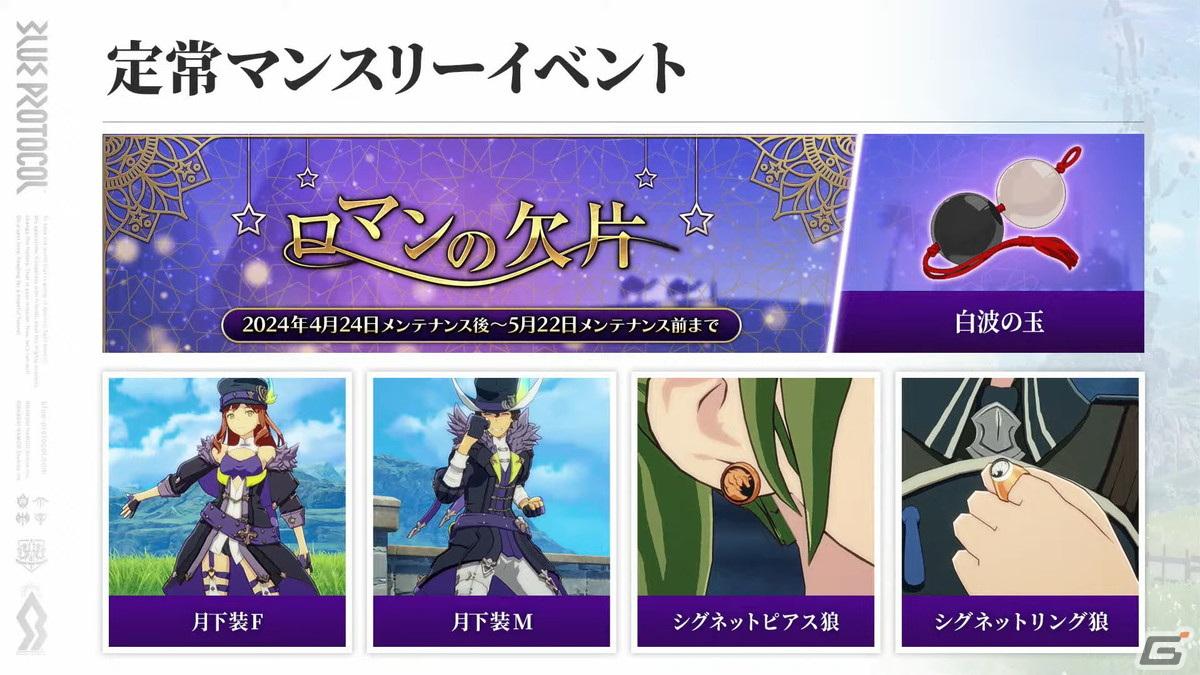 BLUE PROTOCOL
定常マンスリーイベント
ロマンの欠片
2024年4月24日メンテナンス後〜5月22日メンテナンス前まで
白波の玉
月下装F
月下装M
シグネットピアス狼
シグネットリング狼